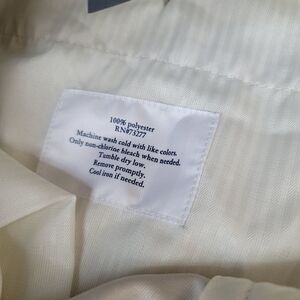 100% polyester
RN#73277
Machine wash cold with like colors.
Only non-chlorine bleach when needed.
Tumble dry low.
Remove promptly.
Cool iron if needed.